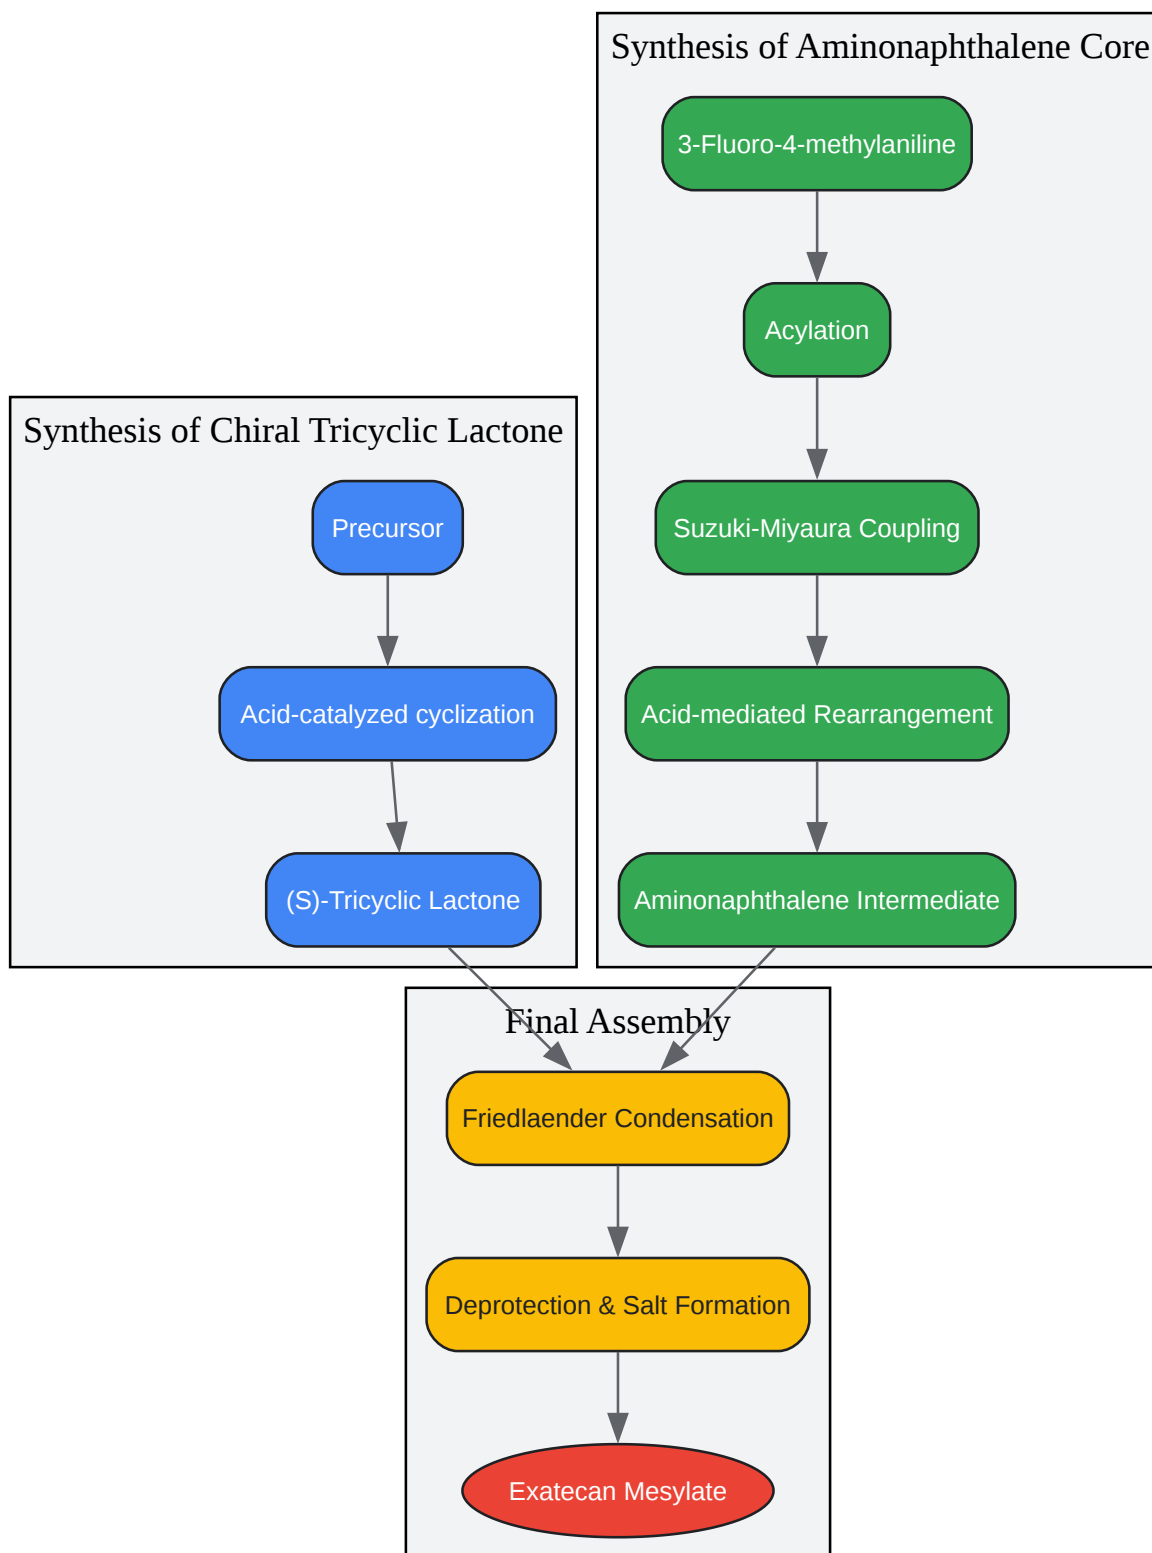 Synthesis of Aminonaphthalene Core
3-Fluoro-4-methylaniline
Acylation
Suzuki-Miyaura Coupling
Acid-mediated Rearrangement
Aminonaphthalene Intermediate
Synthesis of Chiral Tricyclic Lactone
Precursor
Acid-catalyzed cyclization
(S)-Tricyclic Lactone
Final Assembly
Friedlaender Condensation
Deprotection & Salt Formation
Exatecan Mesylate